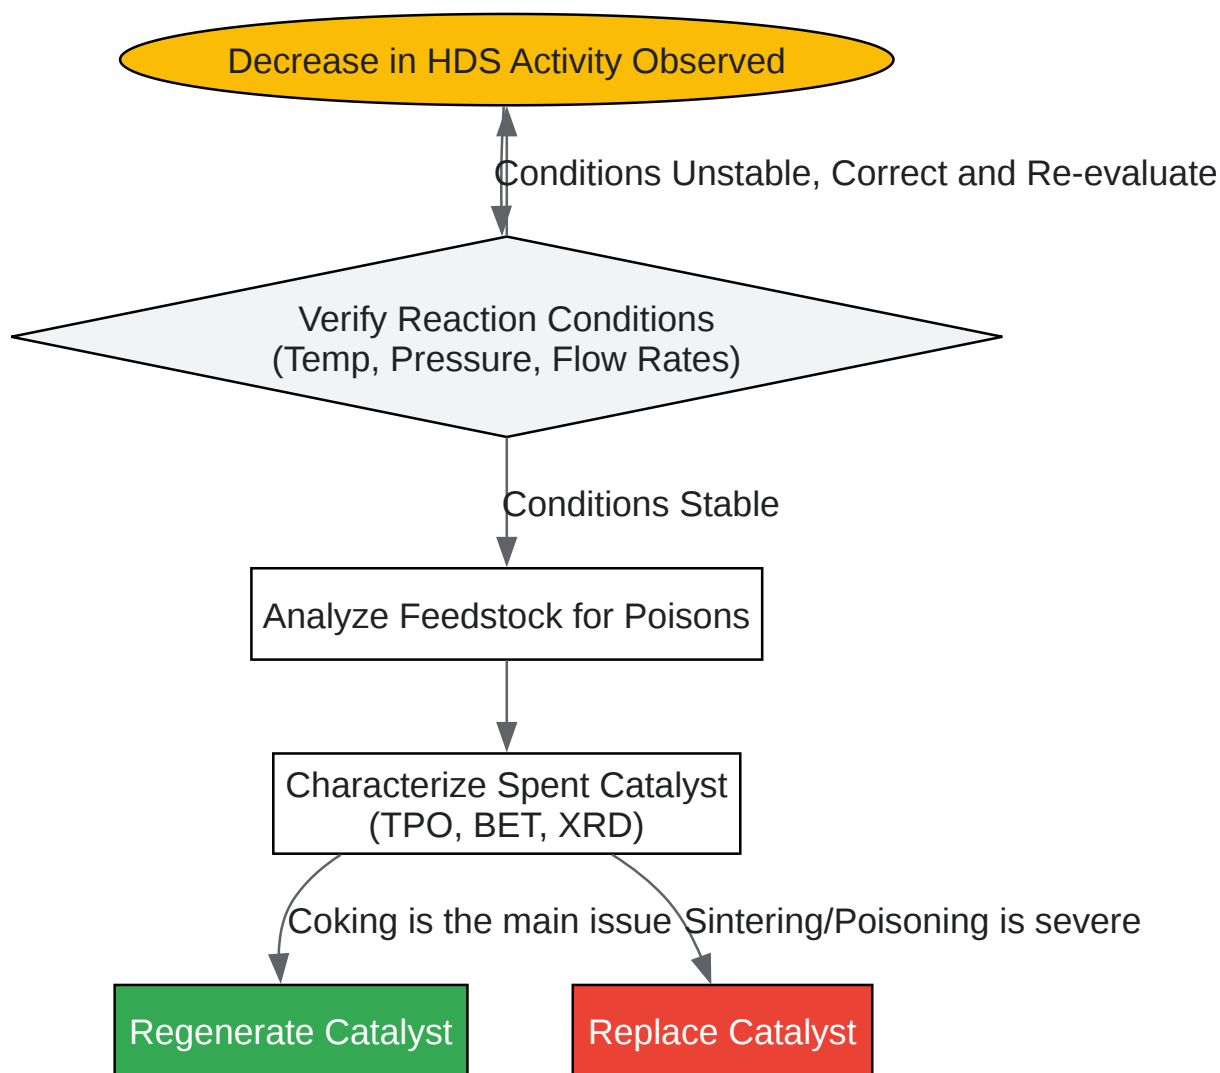 Decrease in HDS Activity Observed
Conditions Unstable, Correct and Re-evaluate
Verify Reaction Conditions
(Temp, Pressure, Flow Rates)
Conditions Stable
Analyze Feedstock for Poisons
Characterize Spent Catalyst
(TPO, BET, XRD)
Coking is the main issue
Sintering/Poisoning is severe
Regenerate Catalyst
Replace Catalyst